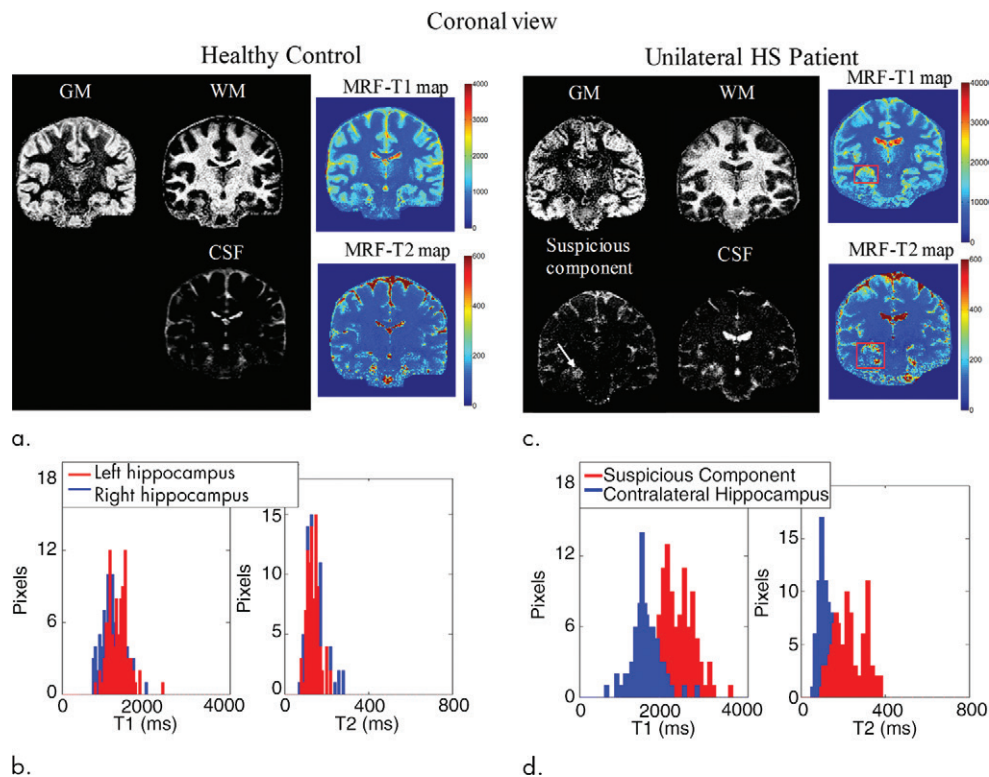 Coronal view
Healthy Control
GM
WM
MRF-T1 map
4000
3000
2000
1000
0
CSF
MRF-T2 map
600
400
200
0
a.
Unilateral HS Patient
GM
WM
MRF-T1 map
40000
30000
20000
10000
0
Suspicious
component
CSF
MRF-T2 map
600
400
200
0
c.
Left hippocampus
Right hippocampus
18
12
6
0
Pixels
0 2000 4000
T1 (ms)
15
10
5
0
Pixels
0 400 800
T2 (ms)
b.
Suspicious Component
Contralateral Hippocampus
18
12
6
0
Pixels
0 2000 4000
T1 (ms)
15
10
5
0
Pixels
0 400 800
T2 (ms)
d.